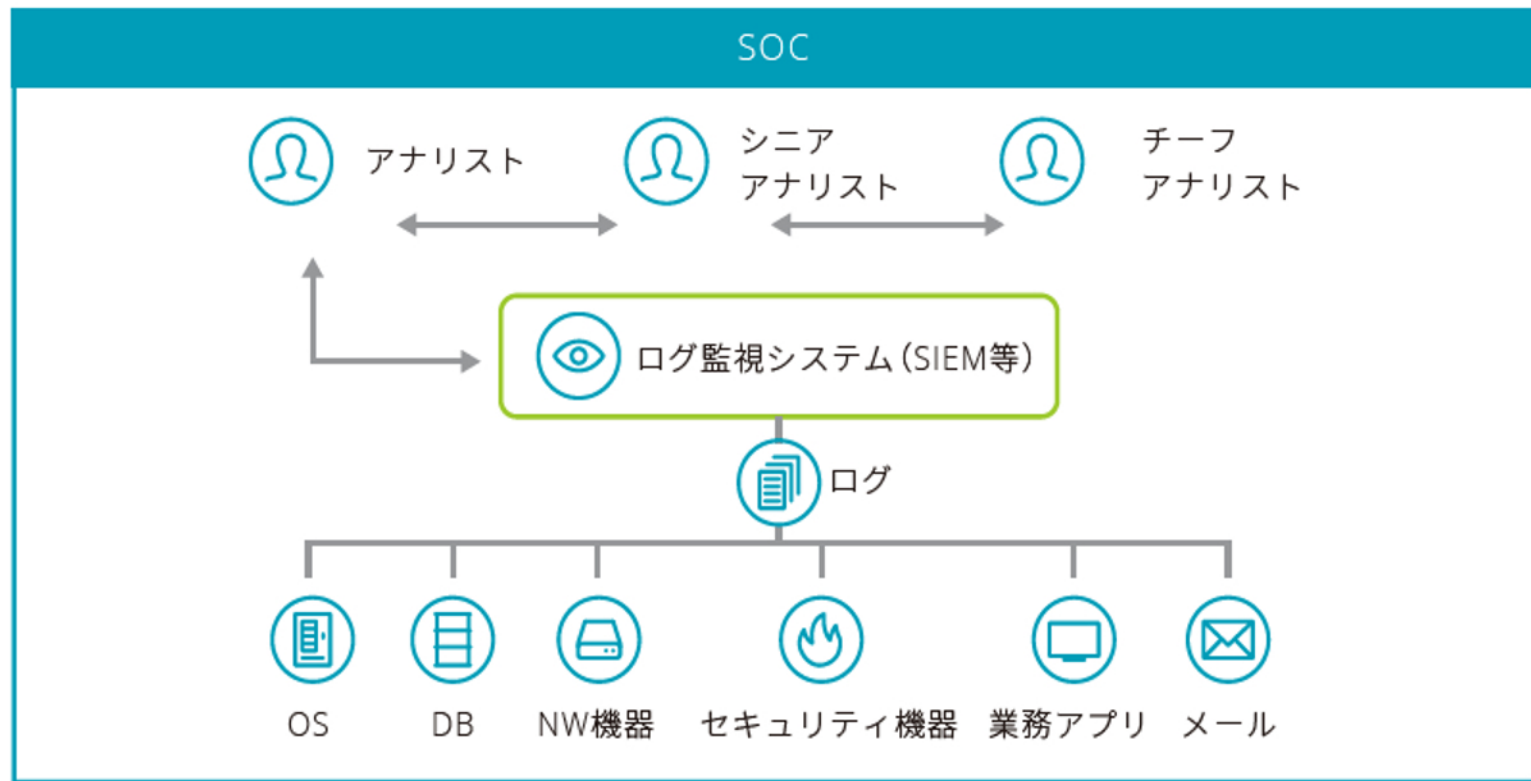 SOC
アナリスト
シニア
アナリスト
チーフ
アナリスト
ログ監視システム（SIEM等）
ログ
OS
DB
NW機器
セキュリティ機器
業務アプリ
メール